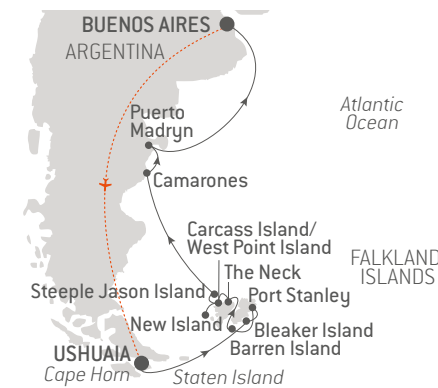 BUENOS AIRES
ARGENTINA
Puerto
Madryn
Atlantic
Ocean
Camarones
Carcass Island/
West Point Island
FALKLAND
ISLANDS
The Neck
Steeple Jason Island
Port Stanley
New Island
Bleaker Island
Barren Island
USHUAIA
Cape Horn
Staten Island